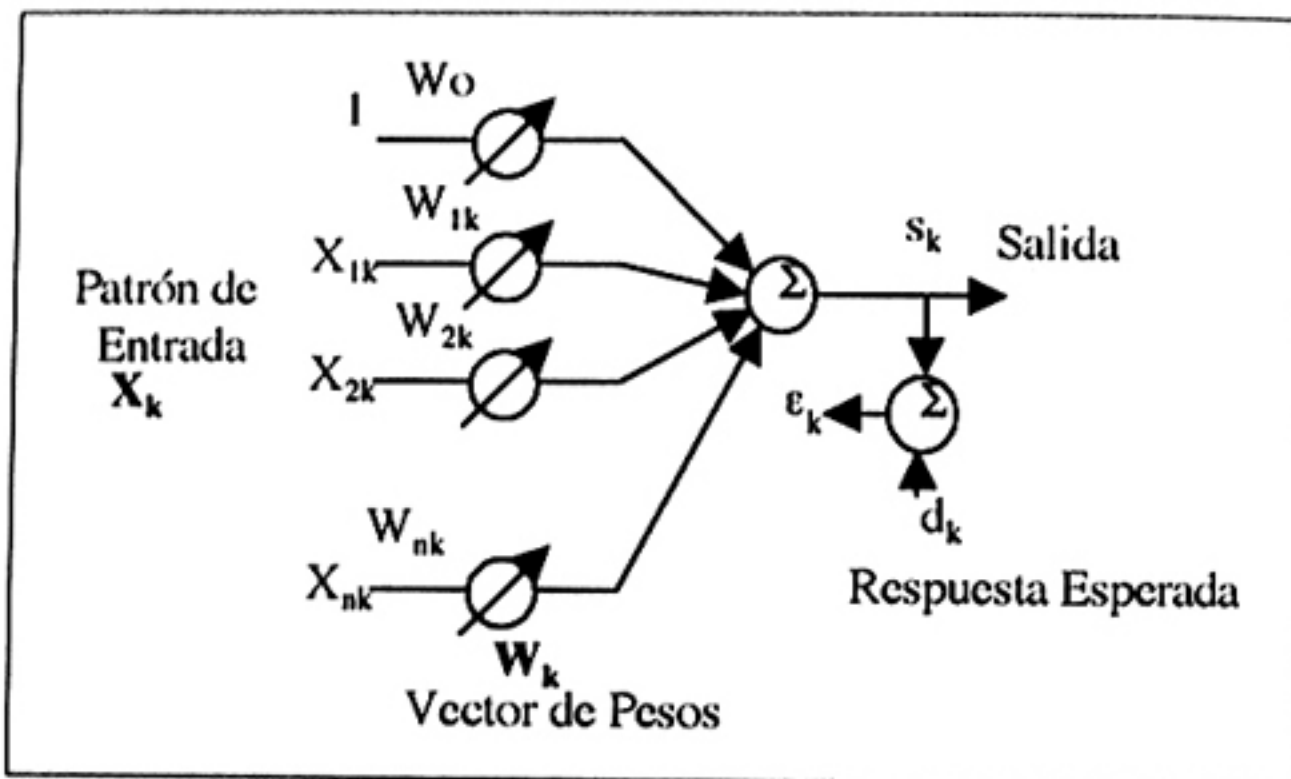 Wo
1
W1k
X1k
Patrón de
Entrada
Xk
W2k
X2k
Wnk
Xnk
Wk
Vector de Pesos
Σ
sk
Salida
Σ
εk
dk
Respuesta Esperada